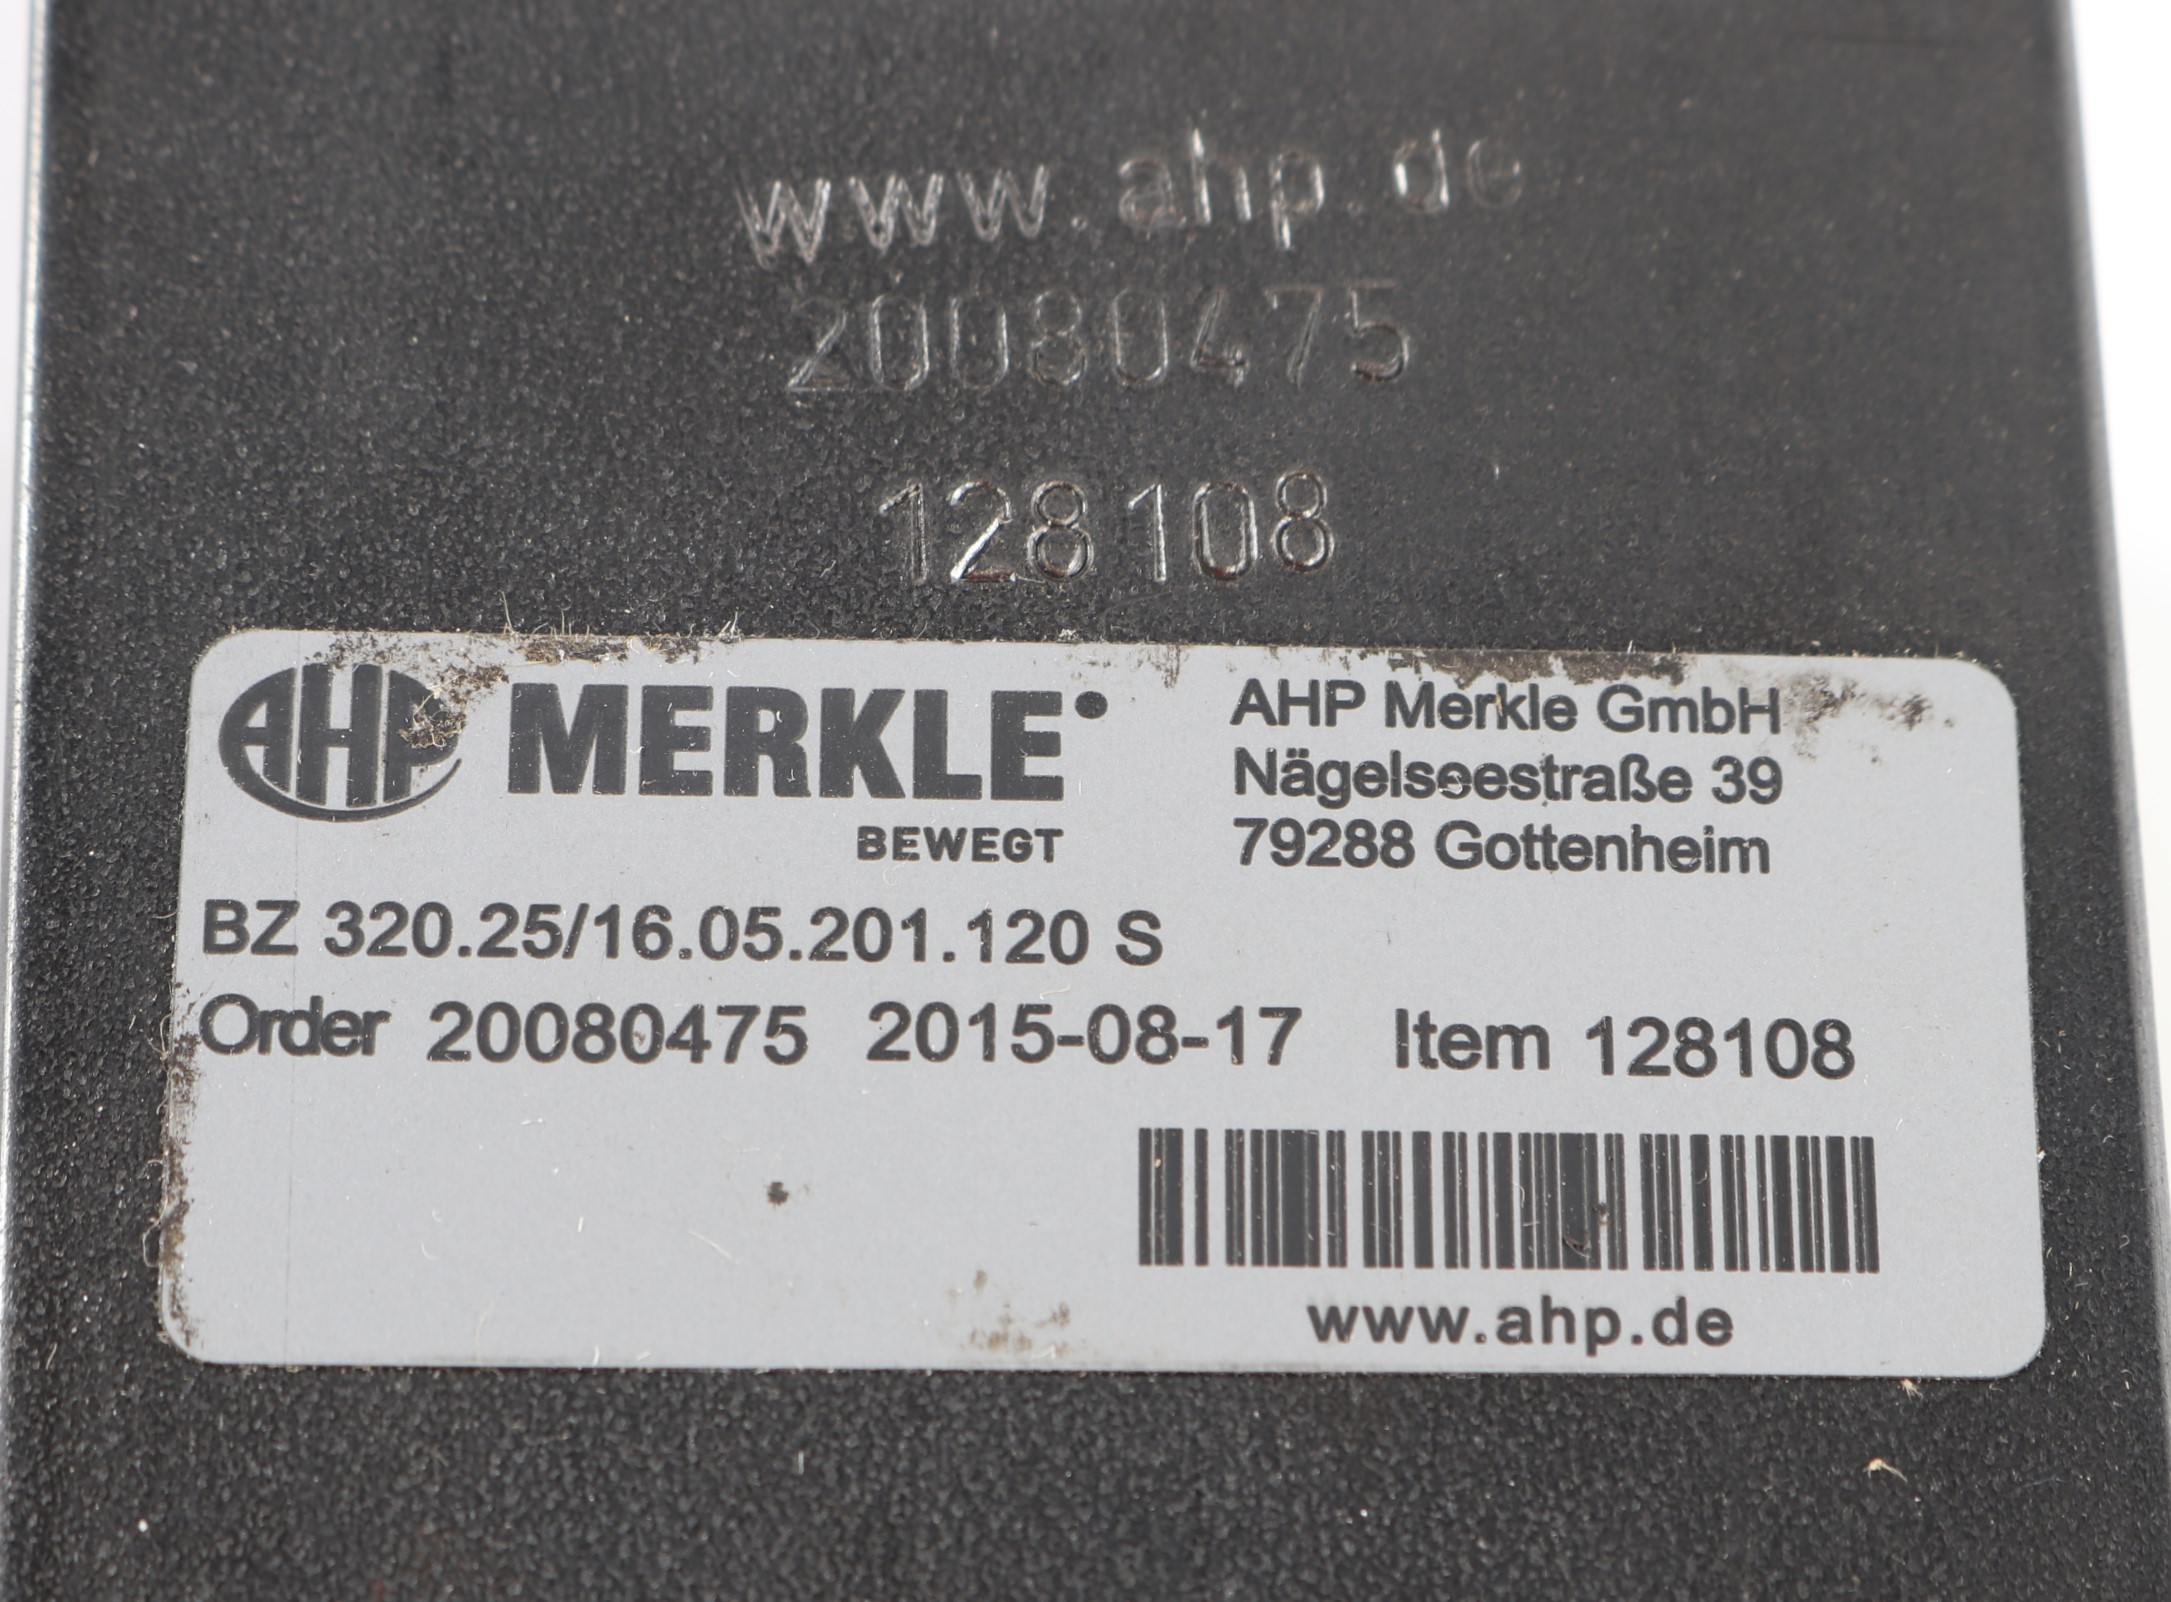 www.ahp.de
20080475
128108
AHP MERKLE
BEWEGT
AHP Merkle GmbH
Nägelseestraße 39
79288 Gottenheim
BZ 320.25/16.05.201.120 S
Order 20080475 2015-08-17 Item 128108
www.ahp.de